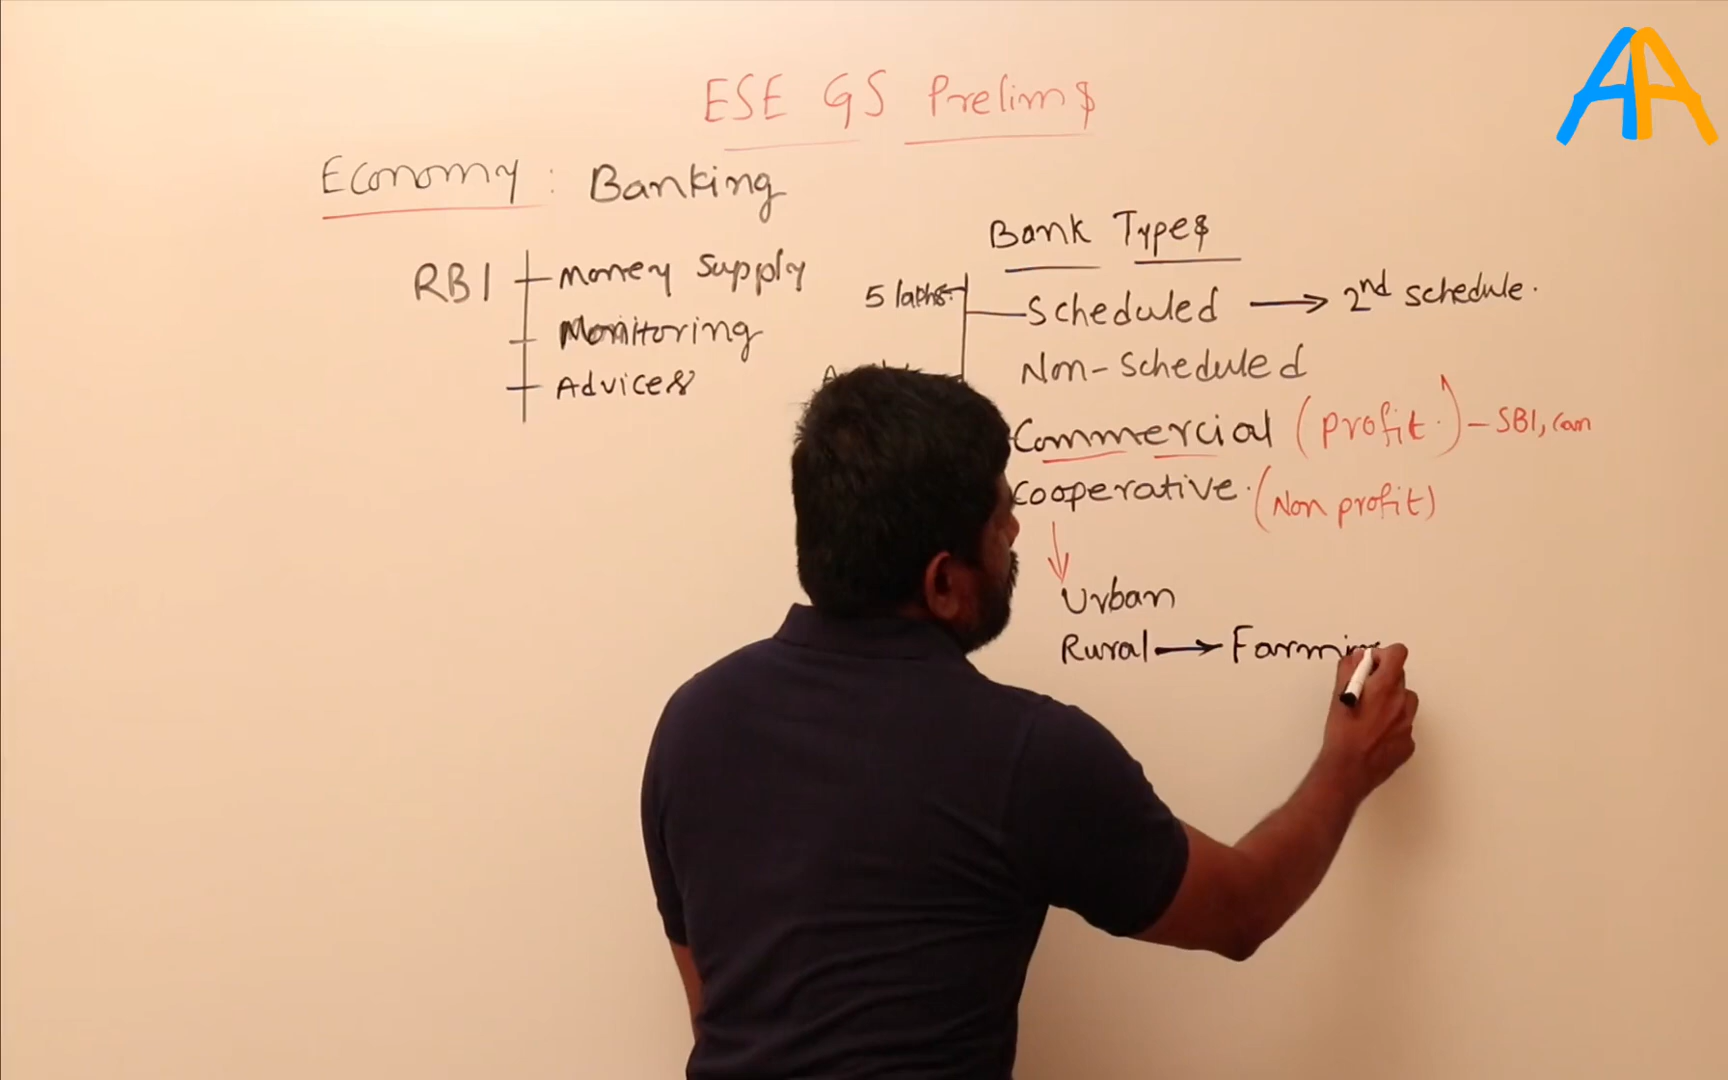 AA
ESE GS Prelims
Economy : Banking
RBI
Money supply
Monitoring
Advices
Bank Types
5 lakhs
Scheduled → 2nd schedule.
Non-scheduled
Commercial (profit.) - SBI, Can
Cooperative. (Non profit)
Urban
Rural → Farming